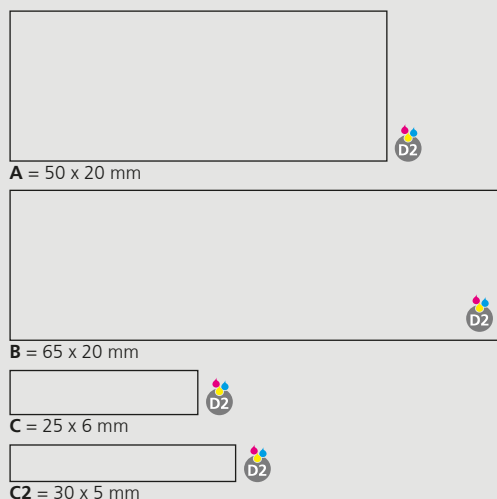 D2
A = 50 x 20 mm
D2
B = 65 x 20 mm
D2
C = 25 x 6 mm
D2
C2 = 30 x 5 mm